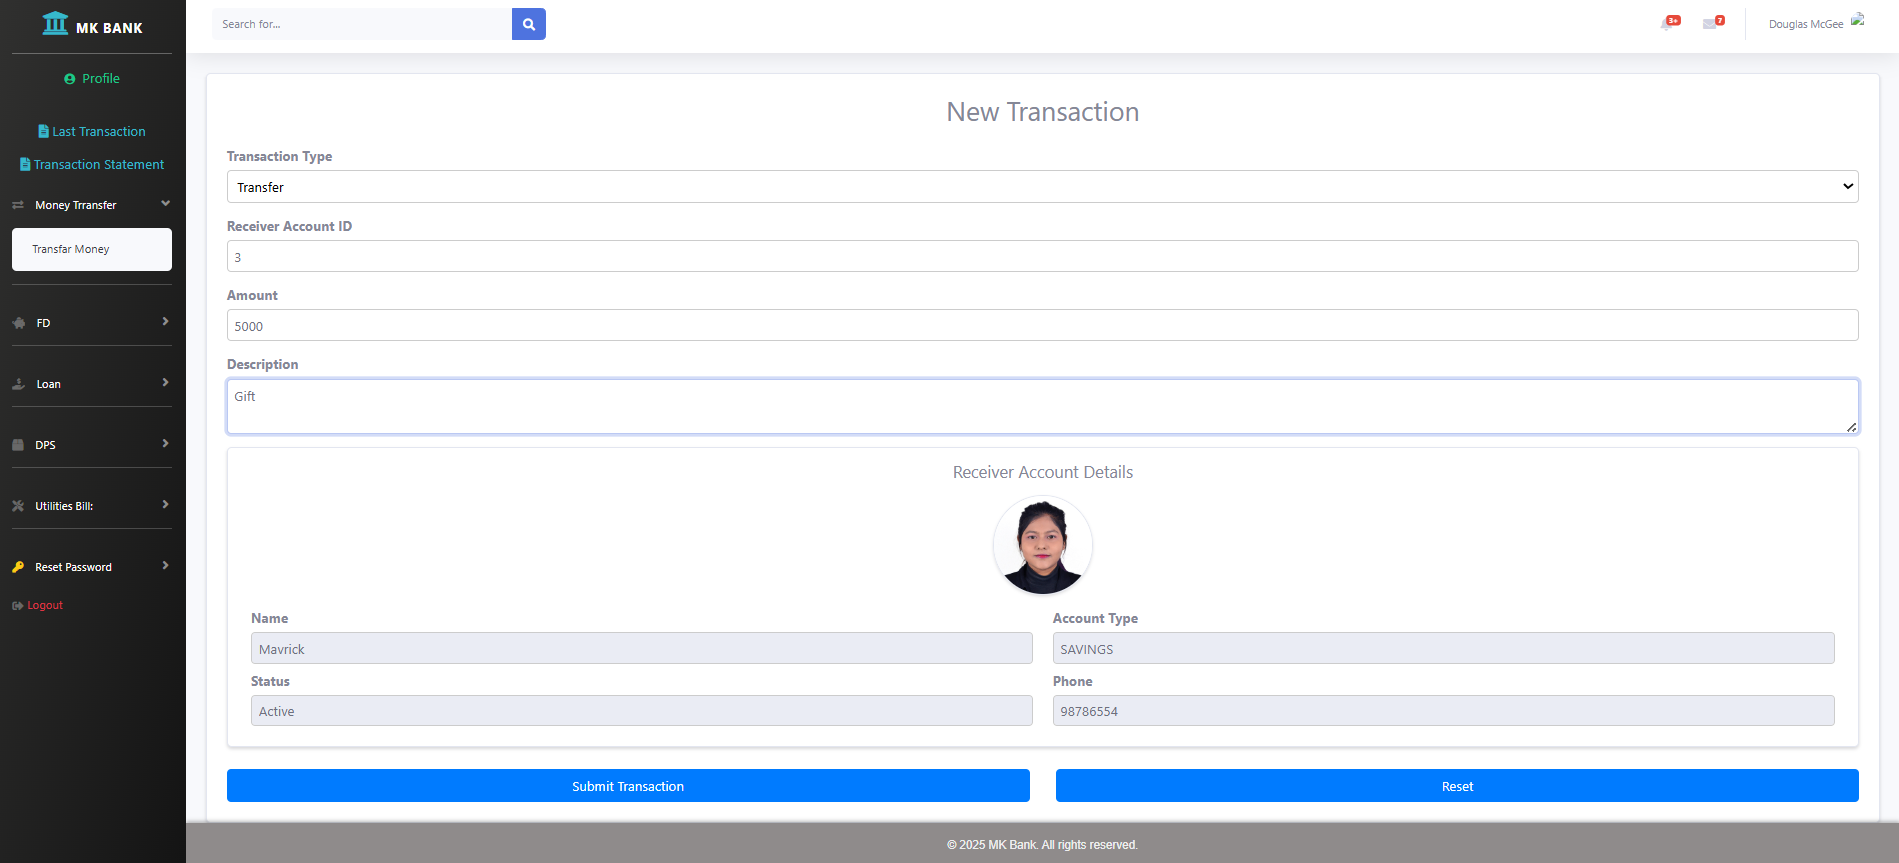 MK BANK
Search for...
3+
7
Douglas McGee
Profile
Last Transaction
Transaction Statement
Money Trransfer
Transfar Money
FD
Loan
DPS
Utilities Bill:
Reset Password
Logout
New Transaction
Transaction Type
Transfer
Receiver Account ID
3
Amount
5000
Description
Gift
Receiver Account Details
Name
Account Type
Mavrick
SAVINGS
Status
Phone
Active
98786554
Submit Transaction
Reset
© 2025 MK Bank. All rights reserved.